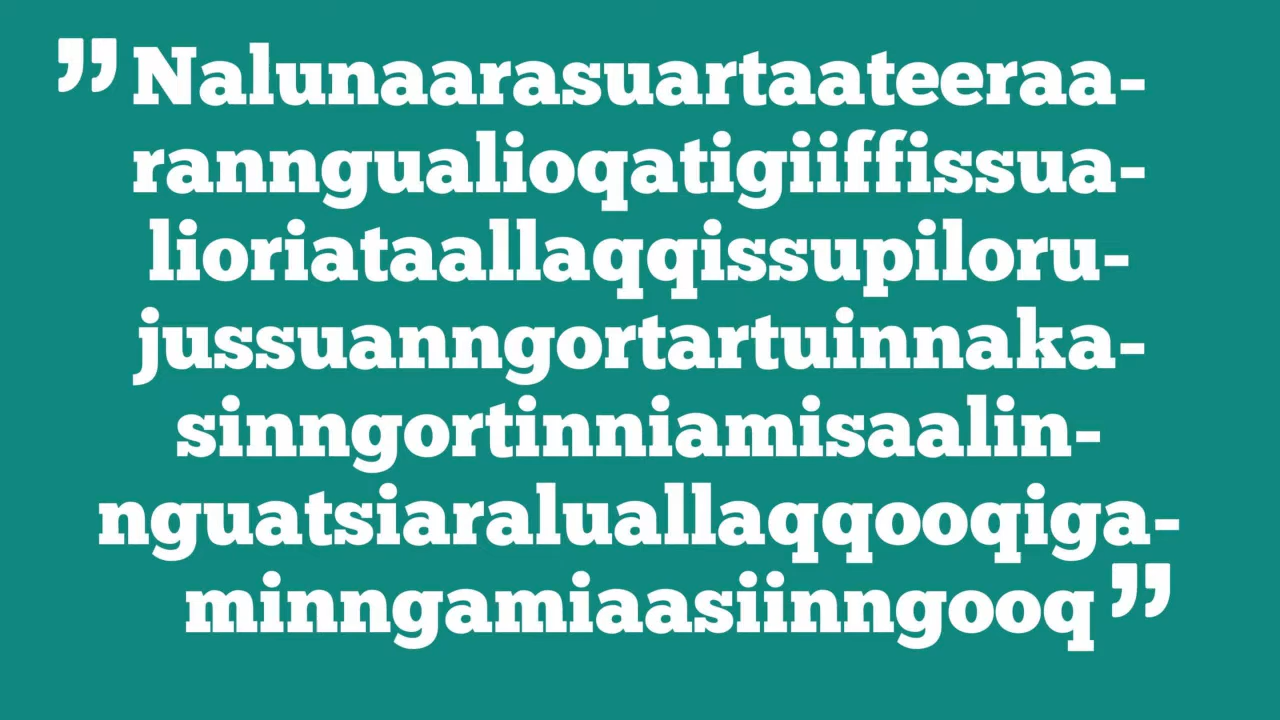 ”Nalunaarasuartaateeraa-
ranngualioqatigiiffissua-
lioriataallaqqissupiloru-
jussuanngortartuinnaka-
sinngortinniamisaalin-
nguatsiaraluallaqqooqiga-
minngamiaasiinngooq”